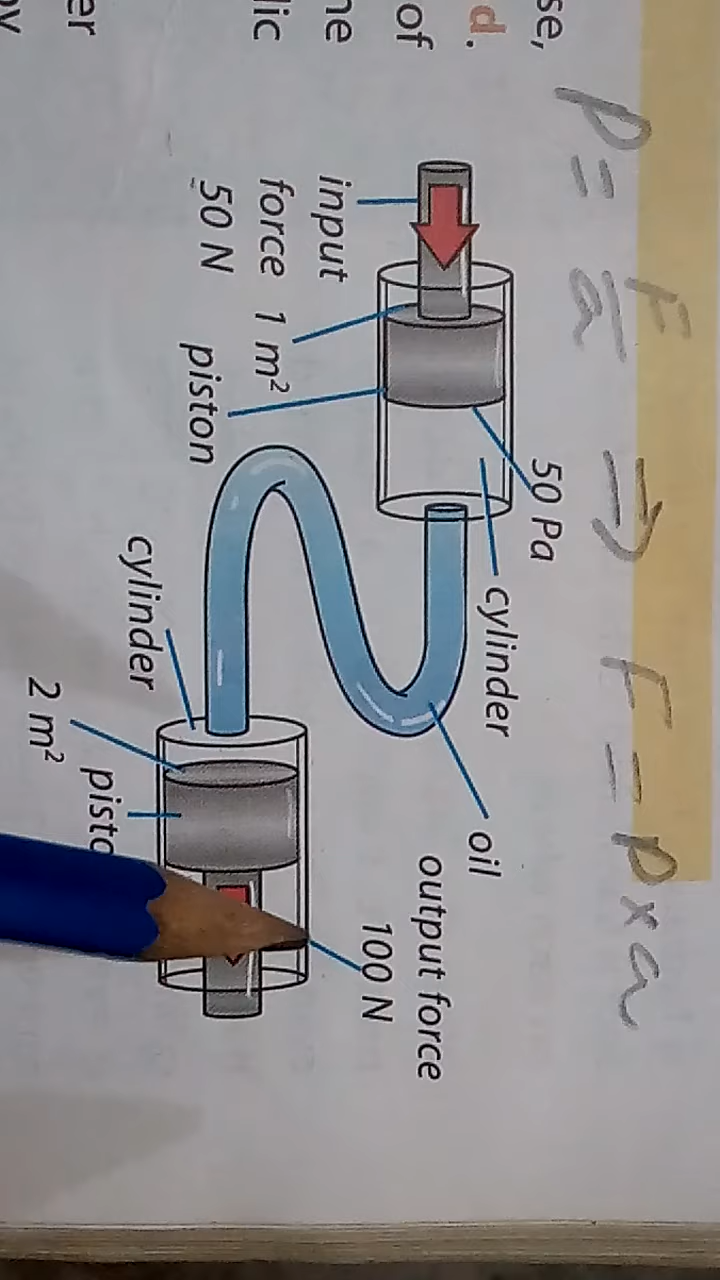 p = F/a → F = p x a
se,
50 Pa
d.
cylinder
oil
output force
100 N
of
input
force
50 N
1 m²
lic
piston
cylinder
2 m²
pisto
er